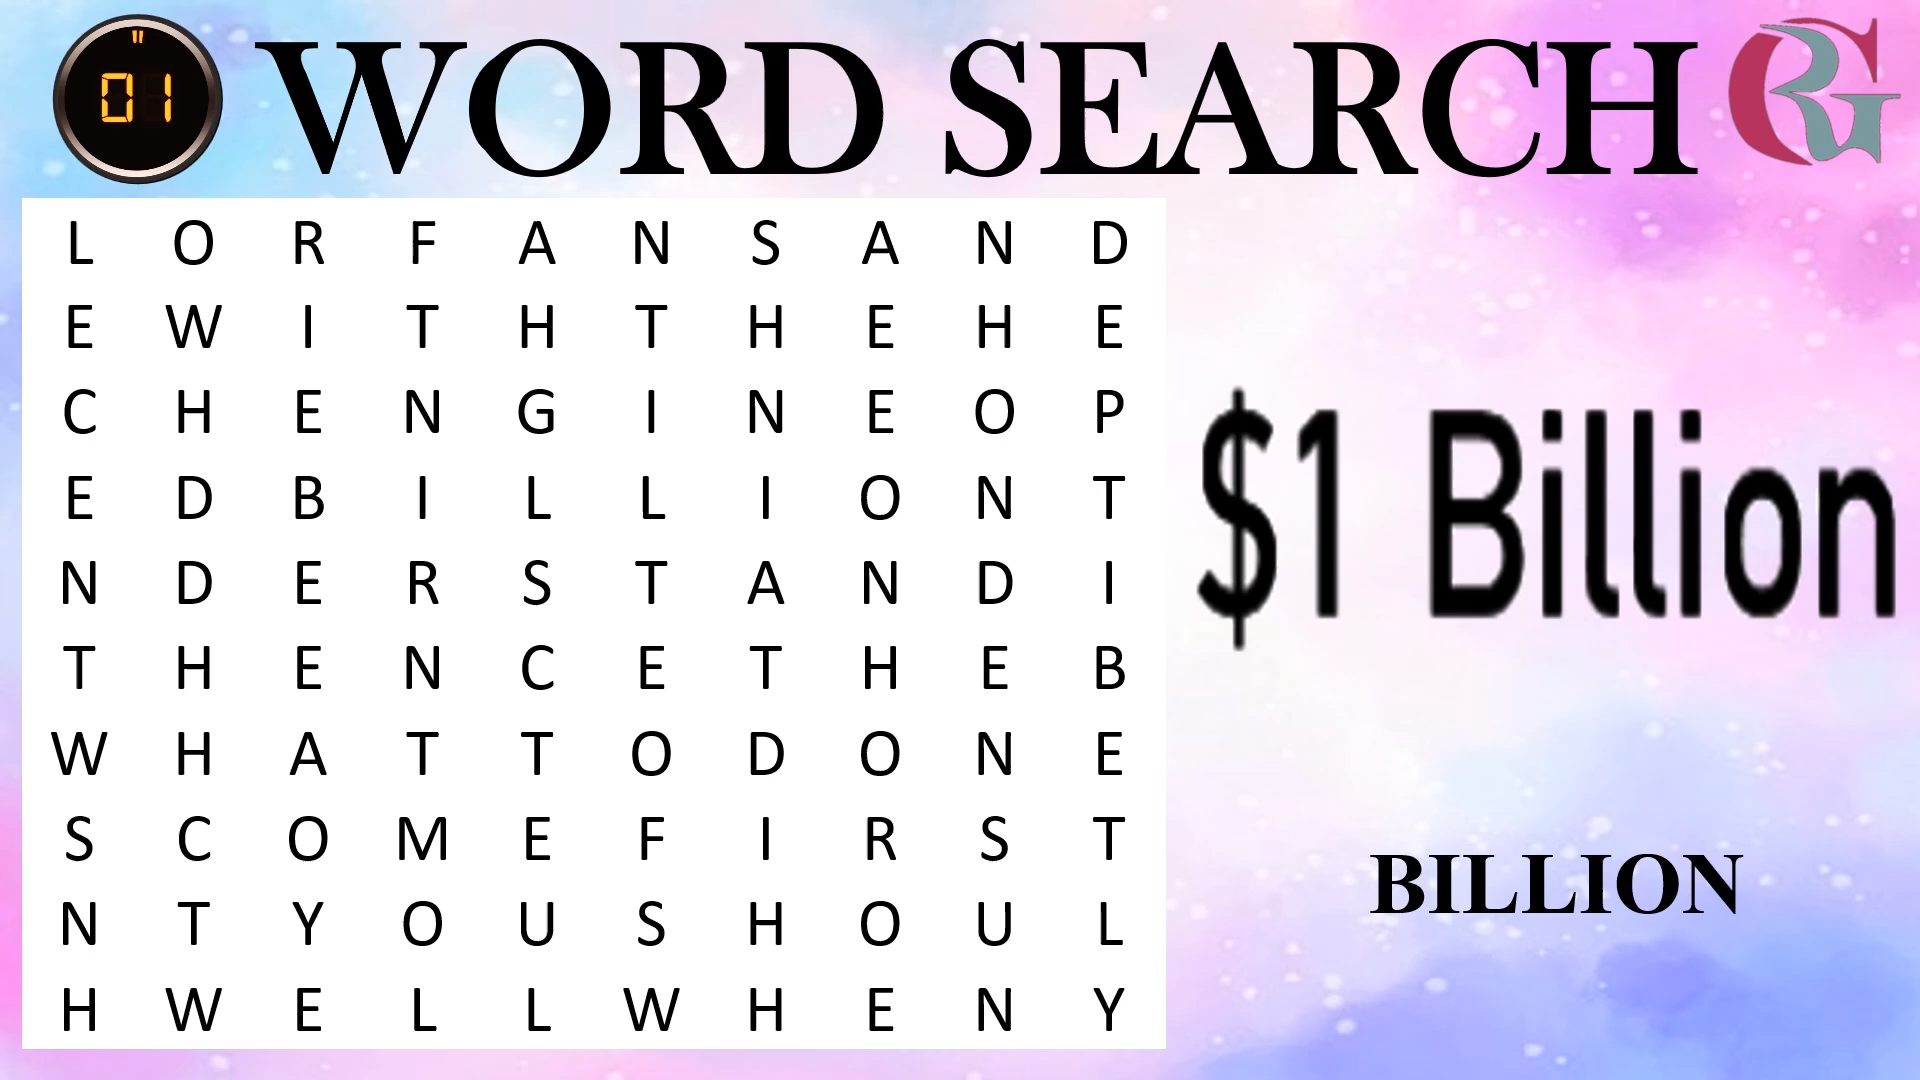 01
WORD SEARCH
L O R F A N S A N D
E W I T H T H E H E
C H E N G I N E O P
E D B I L L I O N T
N D E R S T A N D I
T H E N C E T H E B
W H A T T O D O N E
S C O M E F I R S T
N T Y O U S H O U L
H W E L L W H E N Y
$1 Billion
BILLION